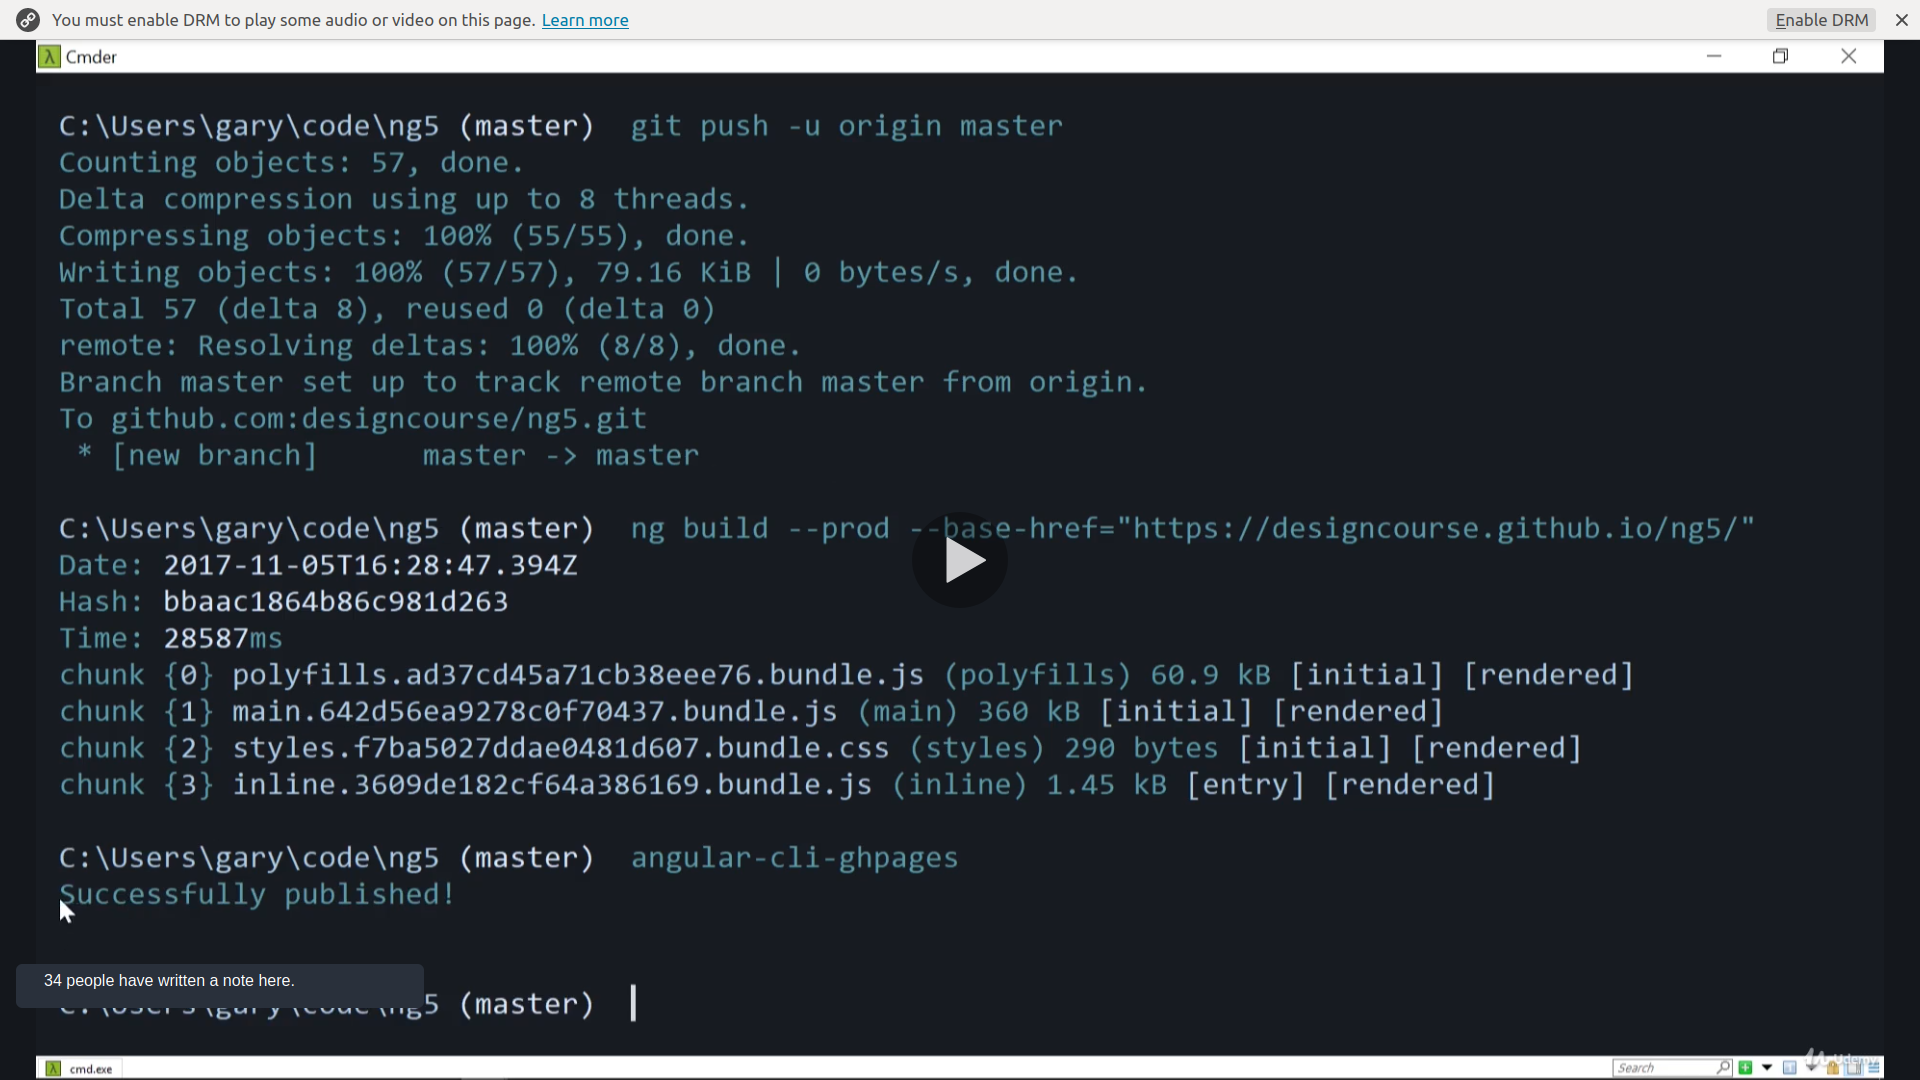 You must enable DRM to play some audio or video on this page. Learn more
Enable DRM
Cmder
C:\Users\gary\code\ng5 (master) git push -u origin master
Counting objects: 57, done.
Delta compression using up to 8 threads.
Compressing objects: 100% (55/55), done.
Writing objects: 100% (57/57), 79.16 KiB | 0 bytes/s, done.
Total 57 (delta 8), reused 0 (delta 0)
remote: Resolving deltas: 100% (8/8), done.
Branch master set up to track remote branch master from origin.
To github.com:designcourse/ng5.git
* [new branch] master -> master
C:\Users\gary\code\ng5 (master) ng build --prod --base-href="https://designcourse.github.io/ng5/"
Date: 2017-11-05T16:28:47.394Z
Hash: bbaac1864b86c981d263
Time: 28587ms
chunk {0} polyfills.ad37cd45a71cb38eee76.bundle.js (polyfills) 60.9 kB [initial] [rendered]
chunk {1} main.642d56ea9278c0f70437.bundle.js (main) 360 kB [initial] [rendered]
chunk {2} styles.f7ba5027ddae0481d607.bundle.css (styles) 290 bytes [initial] [rendered]
chunk {3} inline.3609de182cf64a386169.bundle.js (inline) 1.45 kB [entry] [rendered]
C:\Users\gary\code\ng5 (master) angular-cli-ghpages
Successfully published!
34 people have written a note here.
C:\Users\gary\code\ng5 (master)
cmd.exe
Search
Udemy